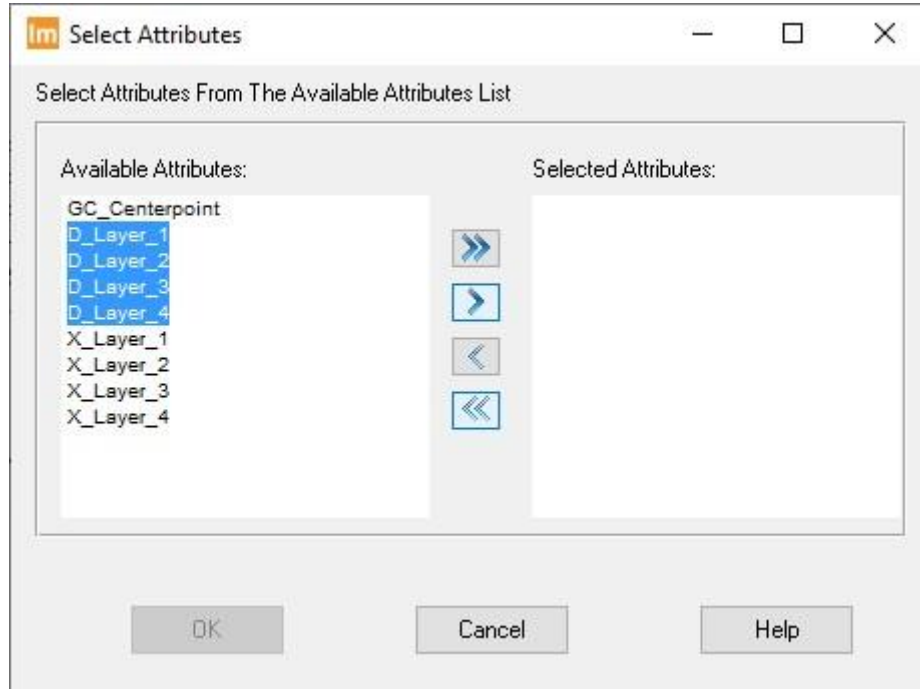 Im Select Attributes
Select Attributes From The Available Attributes List
Available Attributes:
GC_Centerpoint
D_Layer_1
D_Layer_2
D_Layer_3
D_Layer_4
X_Layer_1
X_Layer_2
X_Layer_3
X_Layer_4
Selected Attributes:
OK
Cancel
Help